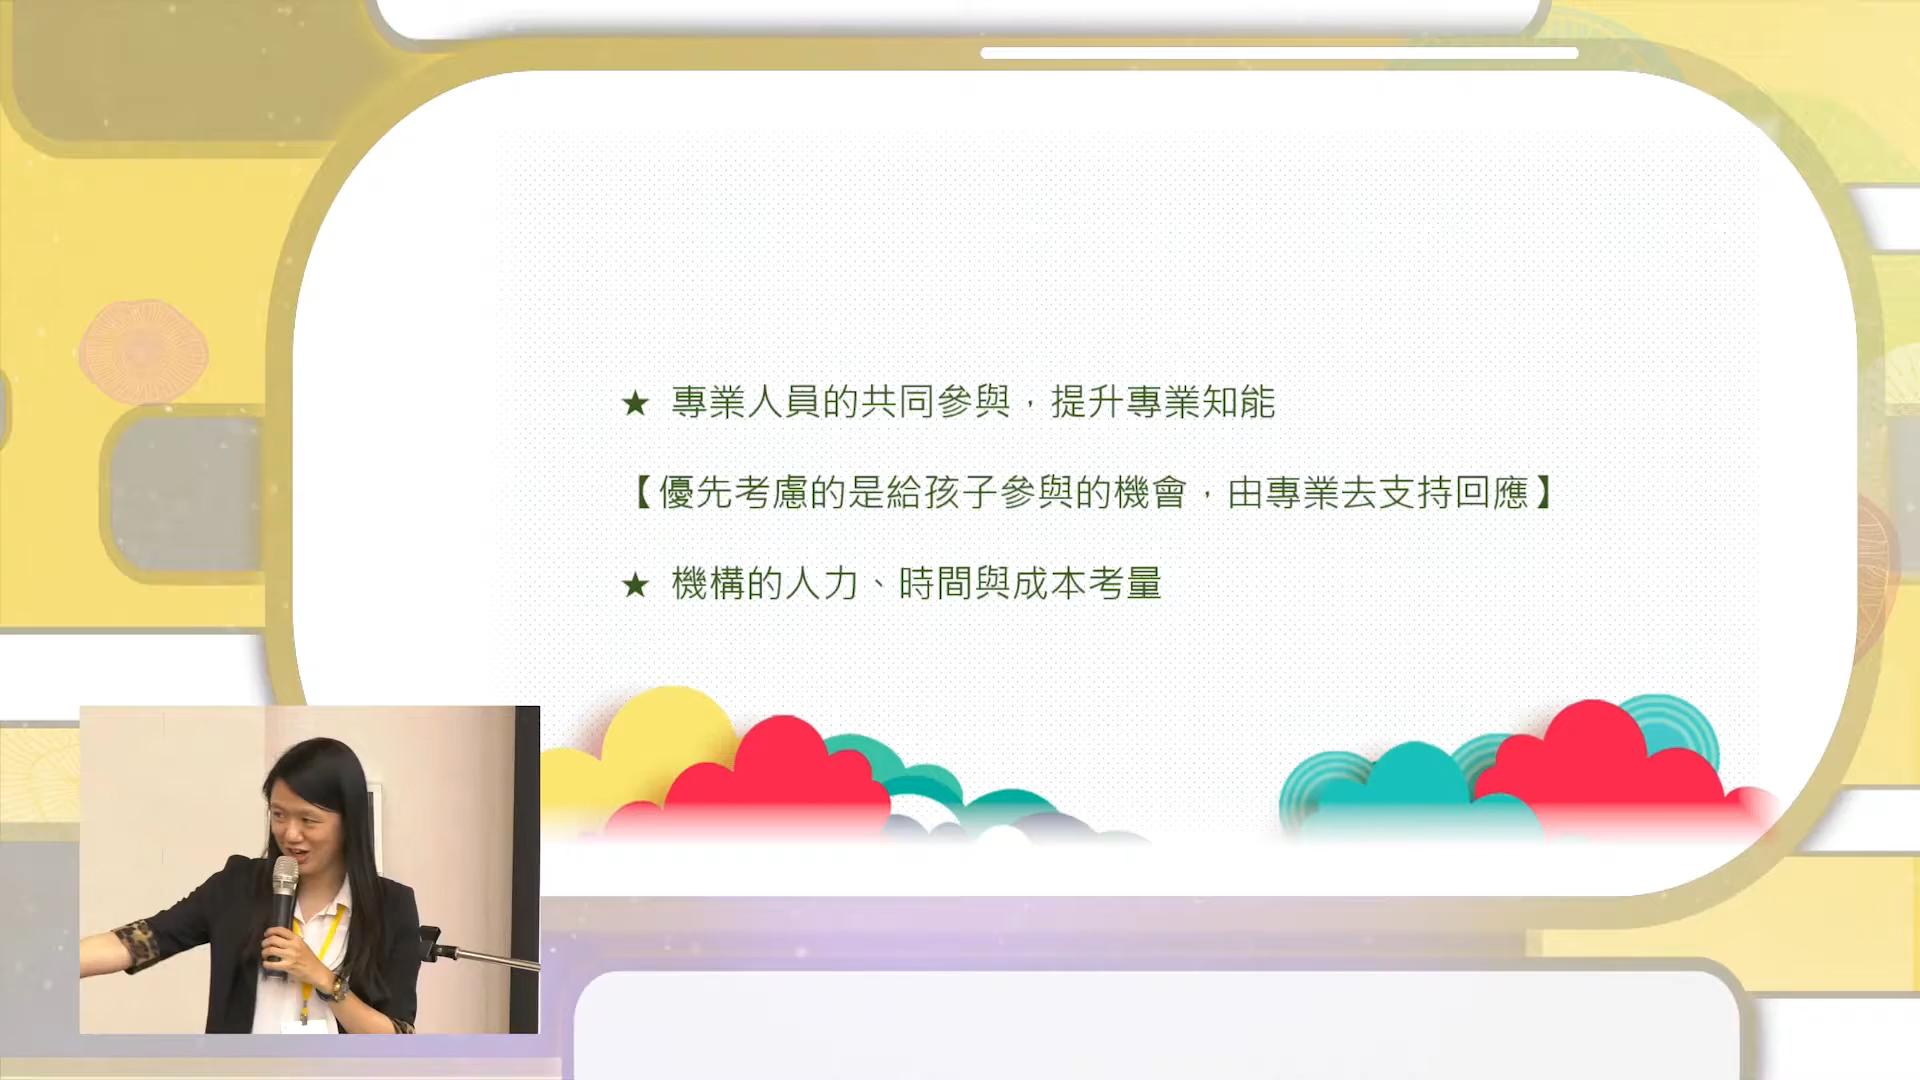 ★ 專業人員的共同參與，提升專業知能
【優先考慮的是給孩子參與的機會，由專業去支持回應】
★ 機構的人力、時間與成本考量